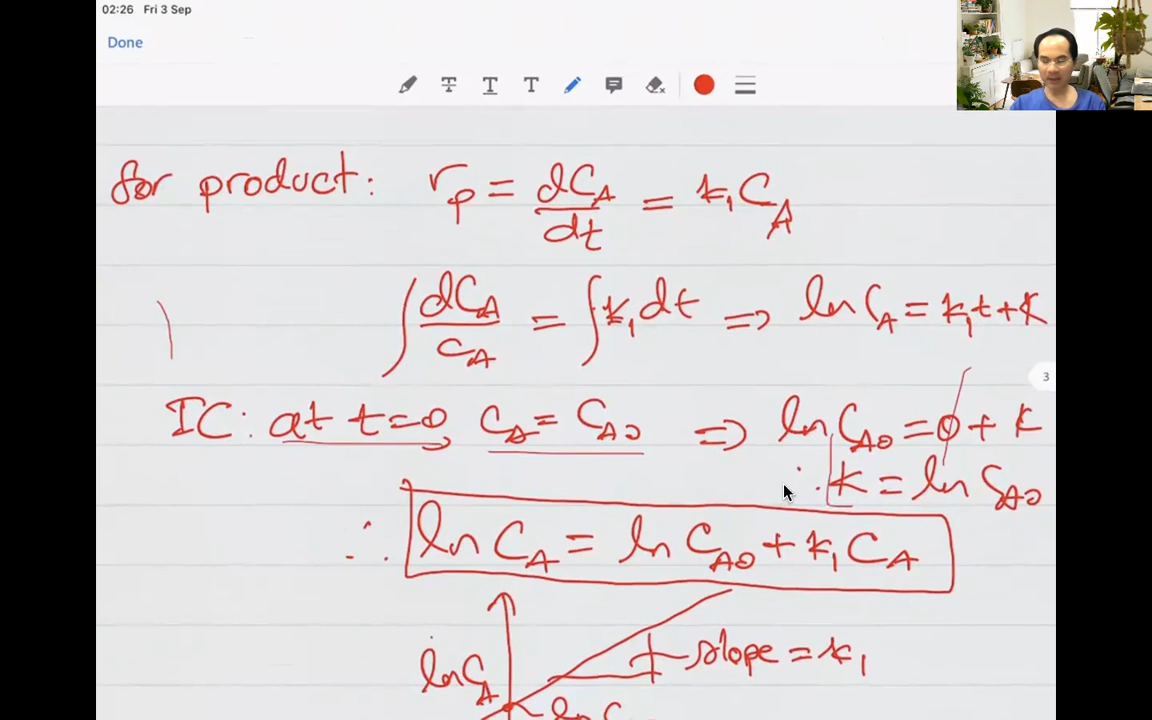 02:26 Fri 3 Sep
Done
T T T
for product: r_p = dC_A/dt = k_1 C_A
∫ dC_A/C_A = ∫ k_1 dt ⇒ ln C_A = k_1 t + K
3
IC: at t=0 C_A = C_A0 ⇒ ln C_A0 = 0 + K
∴ K = ln C_A0
∴ ln C_A = ln C_A0 + k_1 C_A
slope = k_1
ln C_A
ln C